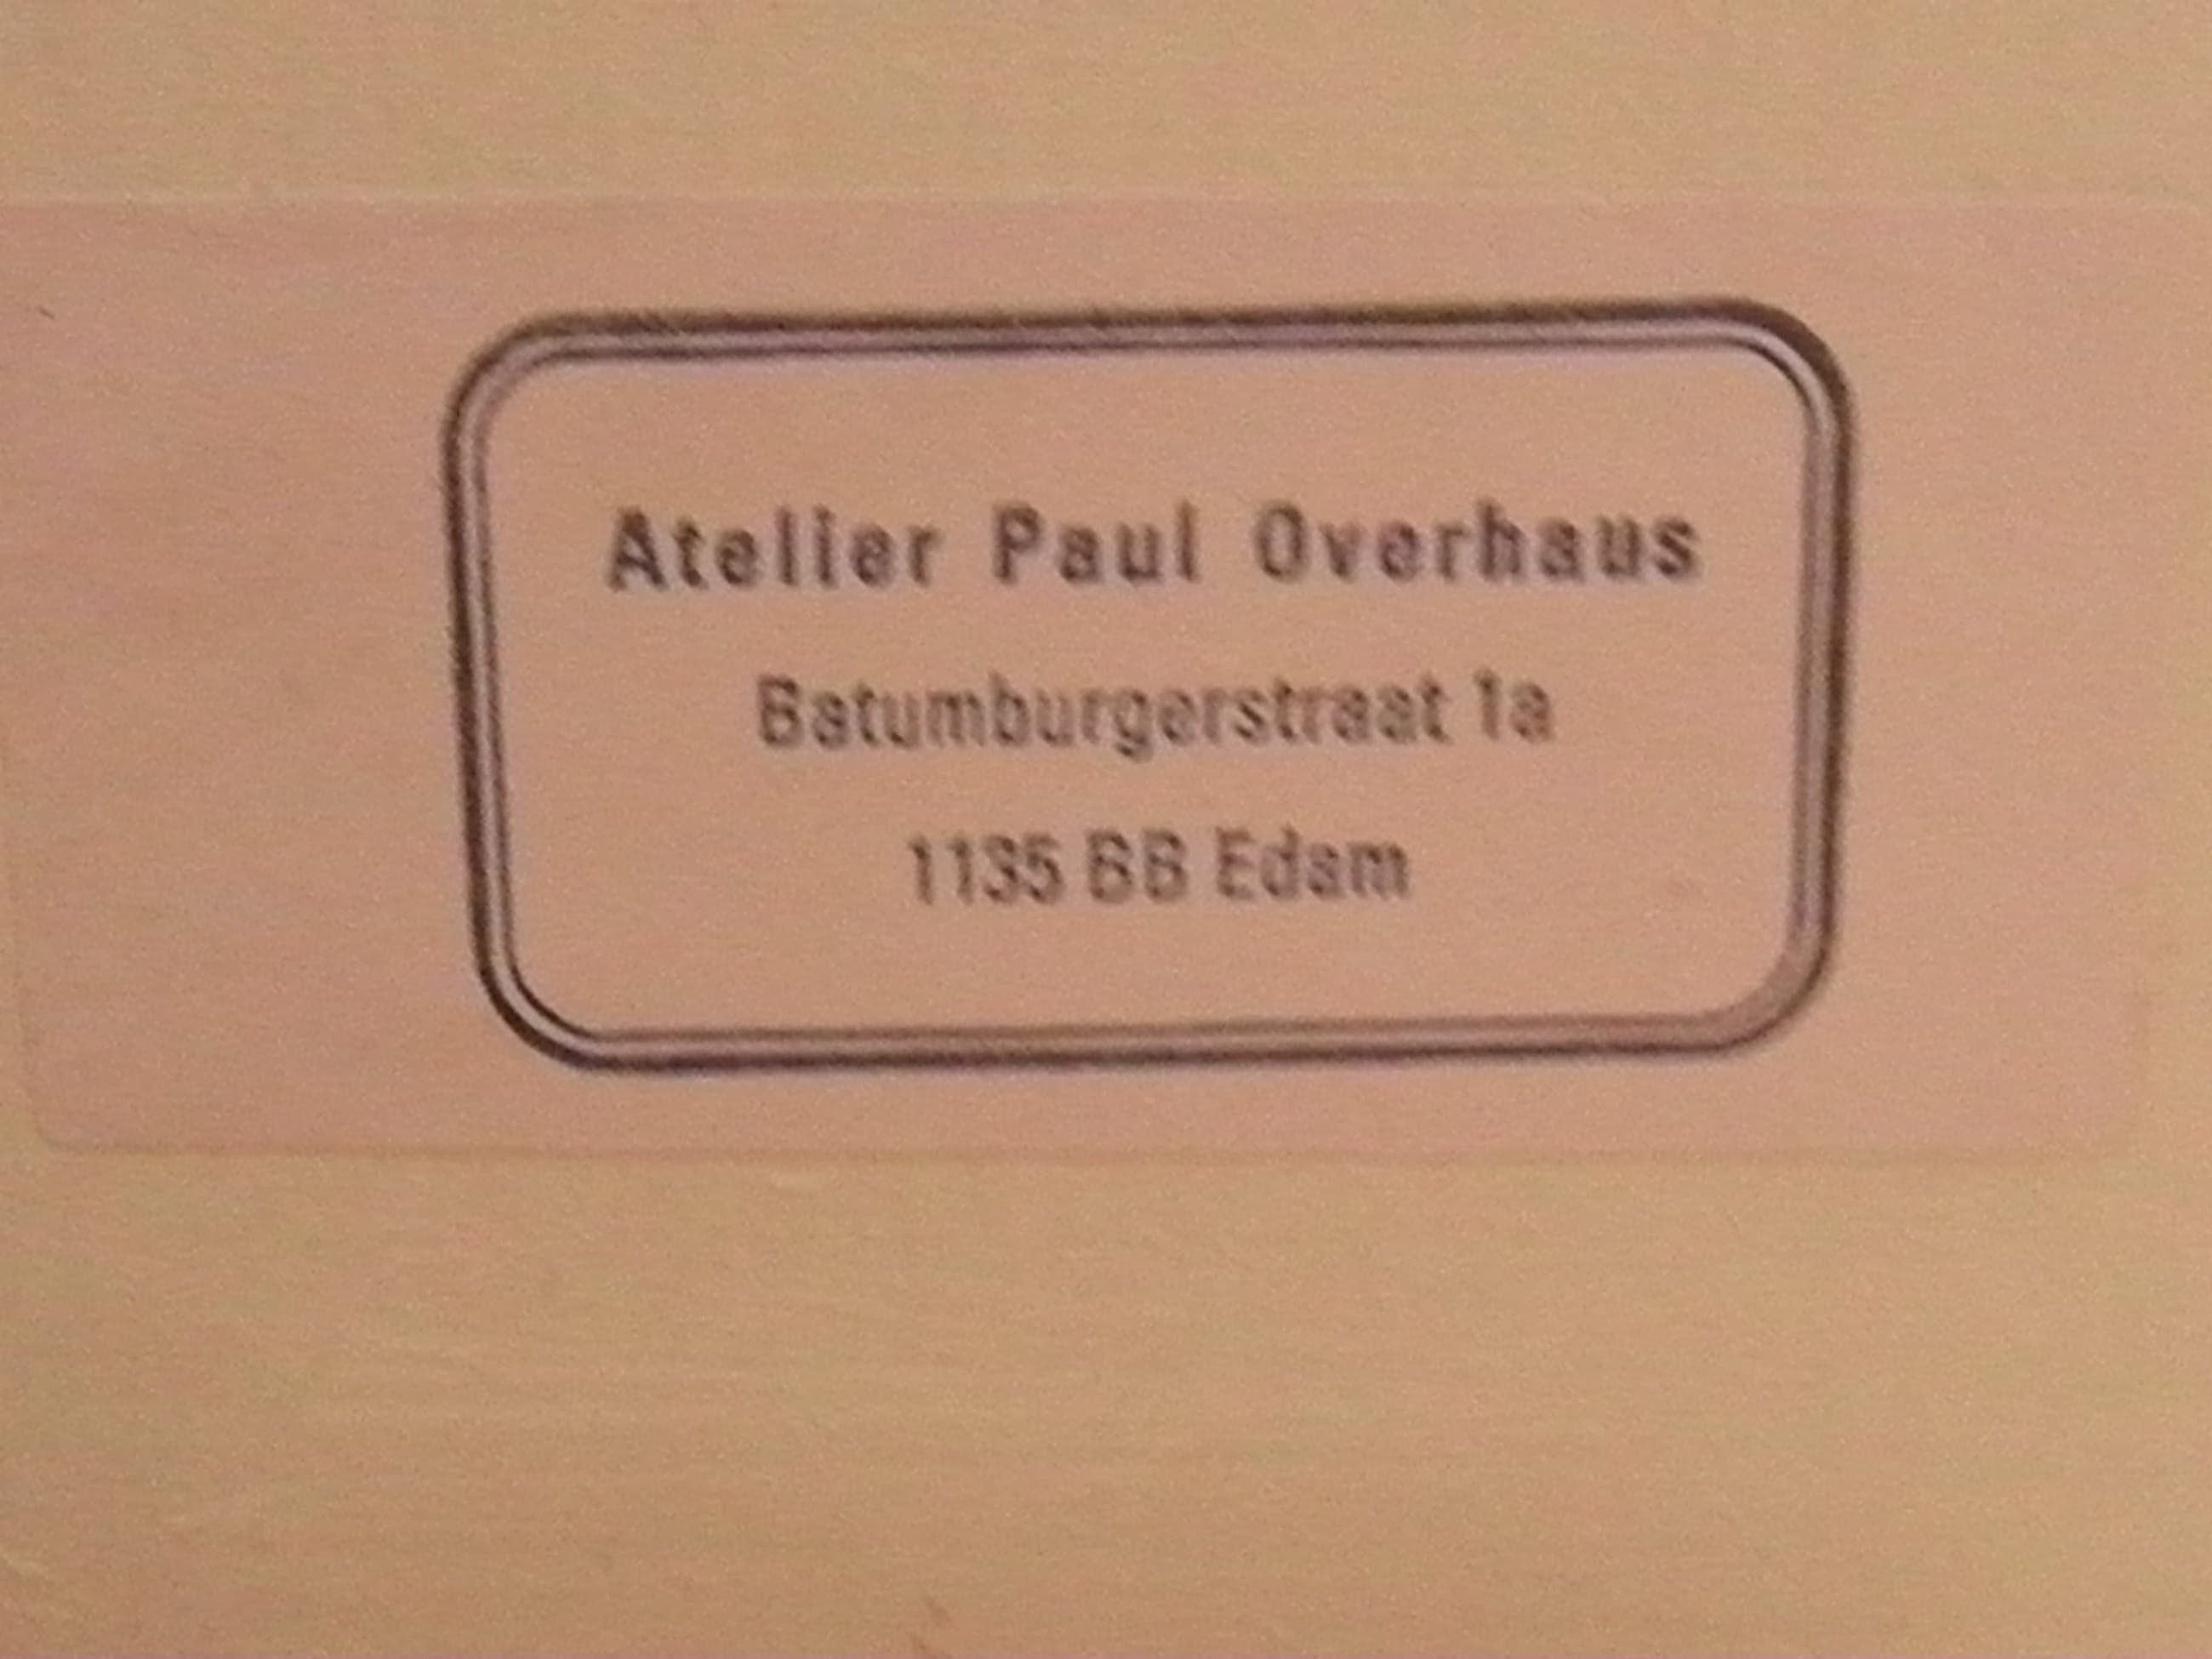 Atelier Paul Overhaus
Batumburgerstraat 1a
1135 BB Edam